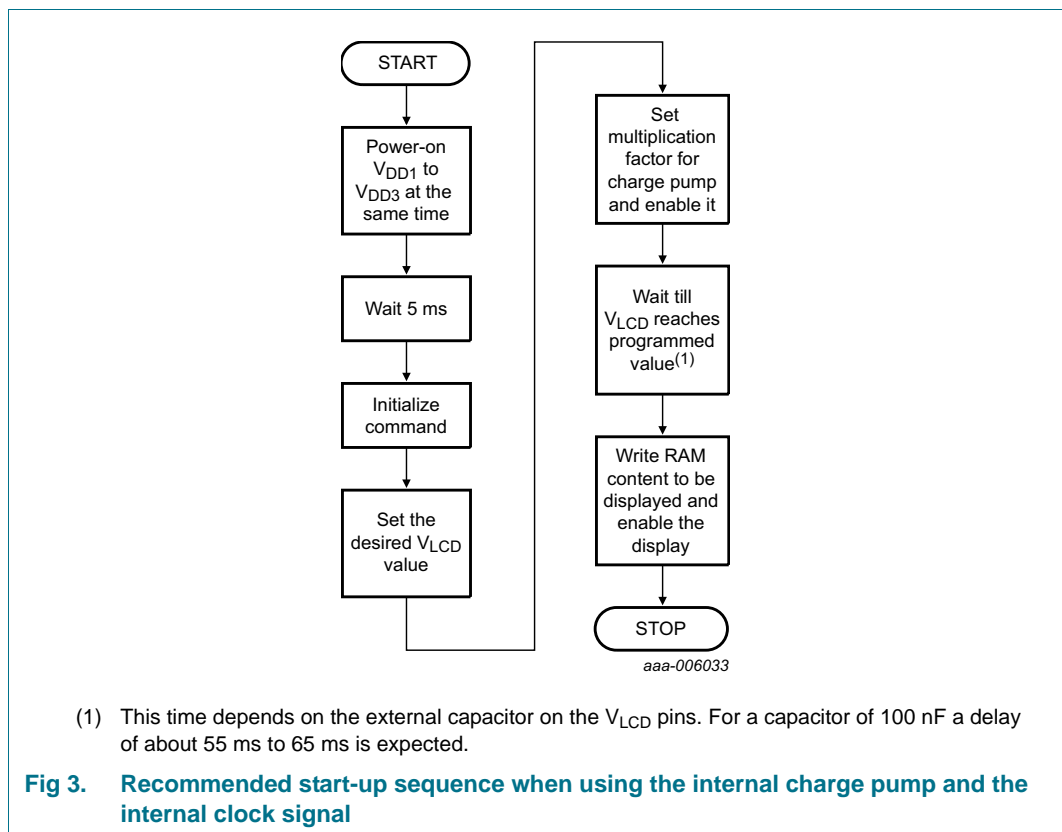 START
Power-on
VDD1 to
VDD3 at the
same time
Wait 5 ms
Initialize
command
Set the
desired VLCD
value
Set
multiplication
factor for
charge pump
and enable it
Wait till
VLCD reaches
programmed
value(1)
Write RAM
content to be
displayed and
enable the
display
STOP
aaa-006033
(1) This time depends on the external capacitor on the VLCD pins. For a capacitor of 100 nF a delay
of about 55 ms to 65 ms is expected.
Fig 3. Recommended start-up sequence when using the internal charge pump and the
internal clock signal